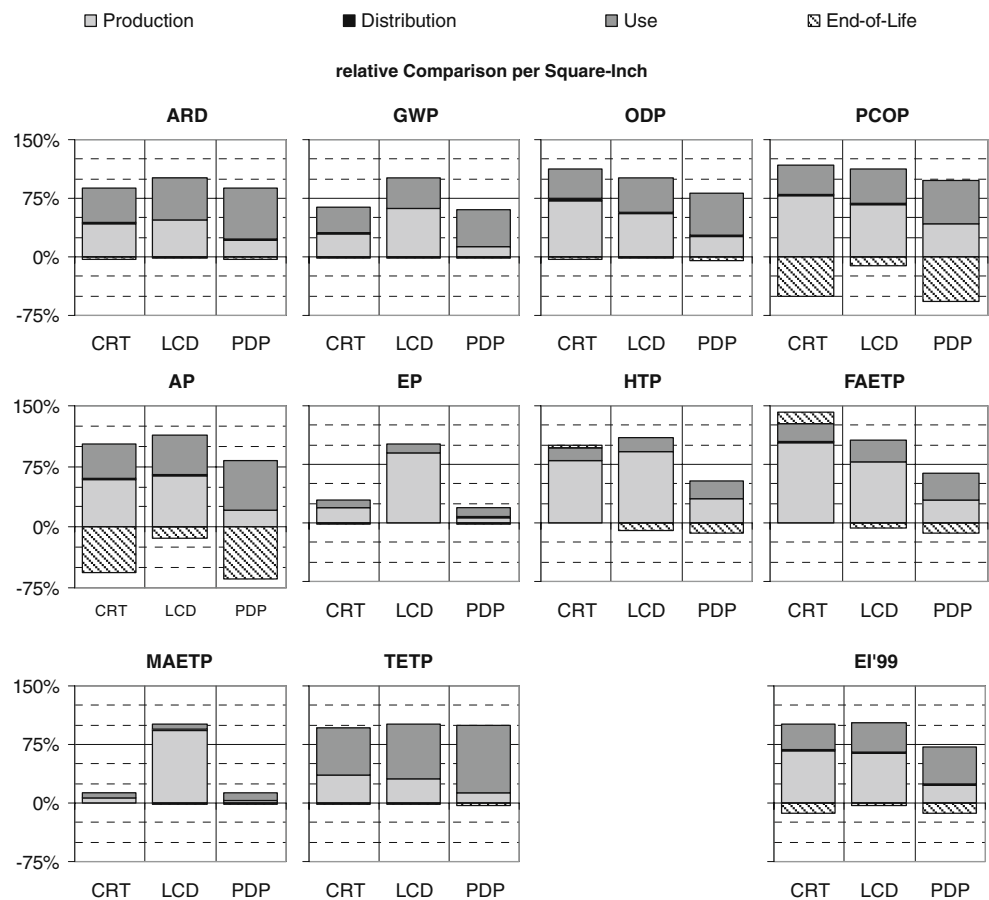 Production Distribution Use End-of-Life
relative Comparison per Square-Inch
ARD GWP ODP PCOP
150%
75%
0%
-75%
CRT LCD PDP CRT LCD PDP CRT LCD PDP CRT LCD PDP
AP EP HTP FAETP
150%
75%
0%
-75%
CRT LCD PDP CRT LCD PDP CRT LCD PDP CRT LCD PDP
MAETP TETP EI'99
150%
75%
0%
-75%
CRT LCD PDP CRT LCD PDP CRT LCD PDP